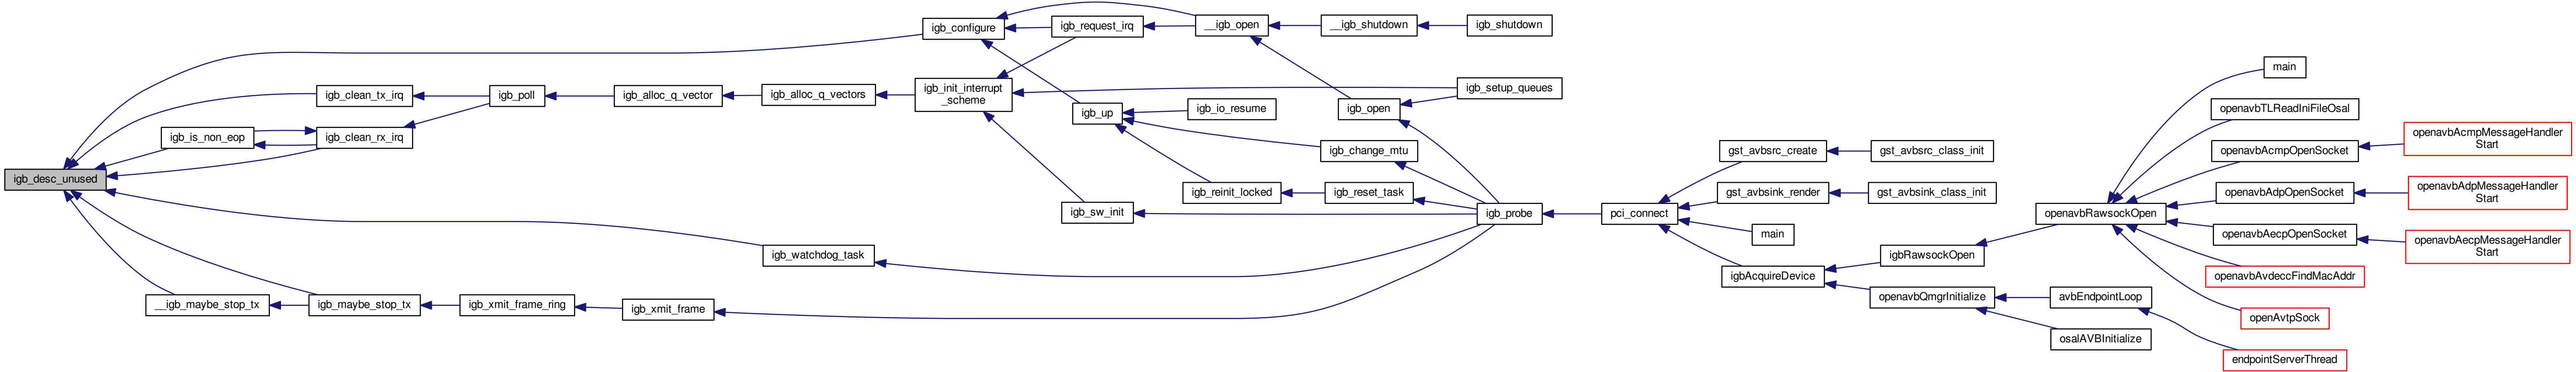 igb_desc_unused
igb_configure
igb_clean_tx_irq
igb_is_non_eop
igb_clean_rx_irq
igb_watchdog_task
__igb_maybe_stop_tx
igb_maybe_stop_tx
igb_poll
igb_alloc_q_vector
igb_alloc_q_vectors
igb_xmit_frame_ring
igb_xmit_frame
igb_init_interrupt
_scheme
igb_request_irq
igb_up
igb_sw_init
__igb_open
__igb_shutdown
igb_shutdown
igb_setup_queues
igb_io_resume
igb_open
igb_change_mtu
igb_reinit_locked
igb_reset_task
igb_probe
pci_connect
gst_avbsrc_create
gst_avbsrc_class_init
gst_avbsink_render
gst_avbsink_class_init
main
igbAcquireDevice
igbRawsockOpen
openavbQmgrInitialize
avbEndpointLoop
osalAVBInitialize
endpointServerThread
openavbRawsockOpen
main
openavbTLReadIniFileOsal
openavbAcmpOpenSocket
openavbAcmpMessageHandler
Start
openavbAdpOpenSocket
openavbAdpMessageHandler
Start
openavbAecpOpenSocket
openavbAecpMessageHandler
Start
openavbAvdeccFindMacAddr
openAvtpSock